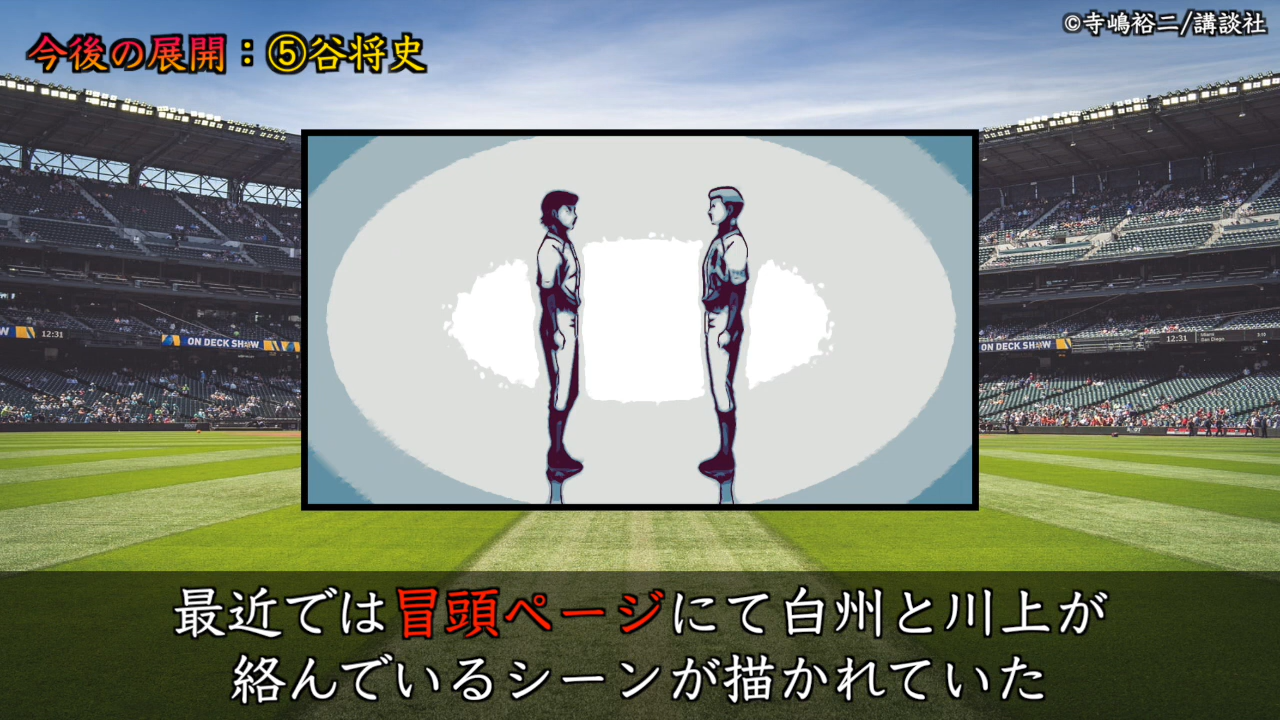 今後の展開：⑤谷将史
©寺嶋裕二/講談社
W
12:31
ON DECK SHOW
ON DECK SHOW
12:31
最近では冒頭ページにて白州と川上が
絡んでいるシーンが描かれていた